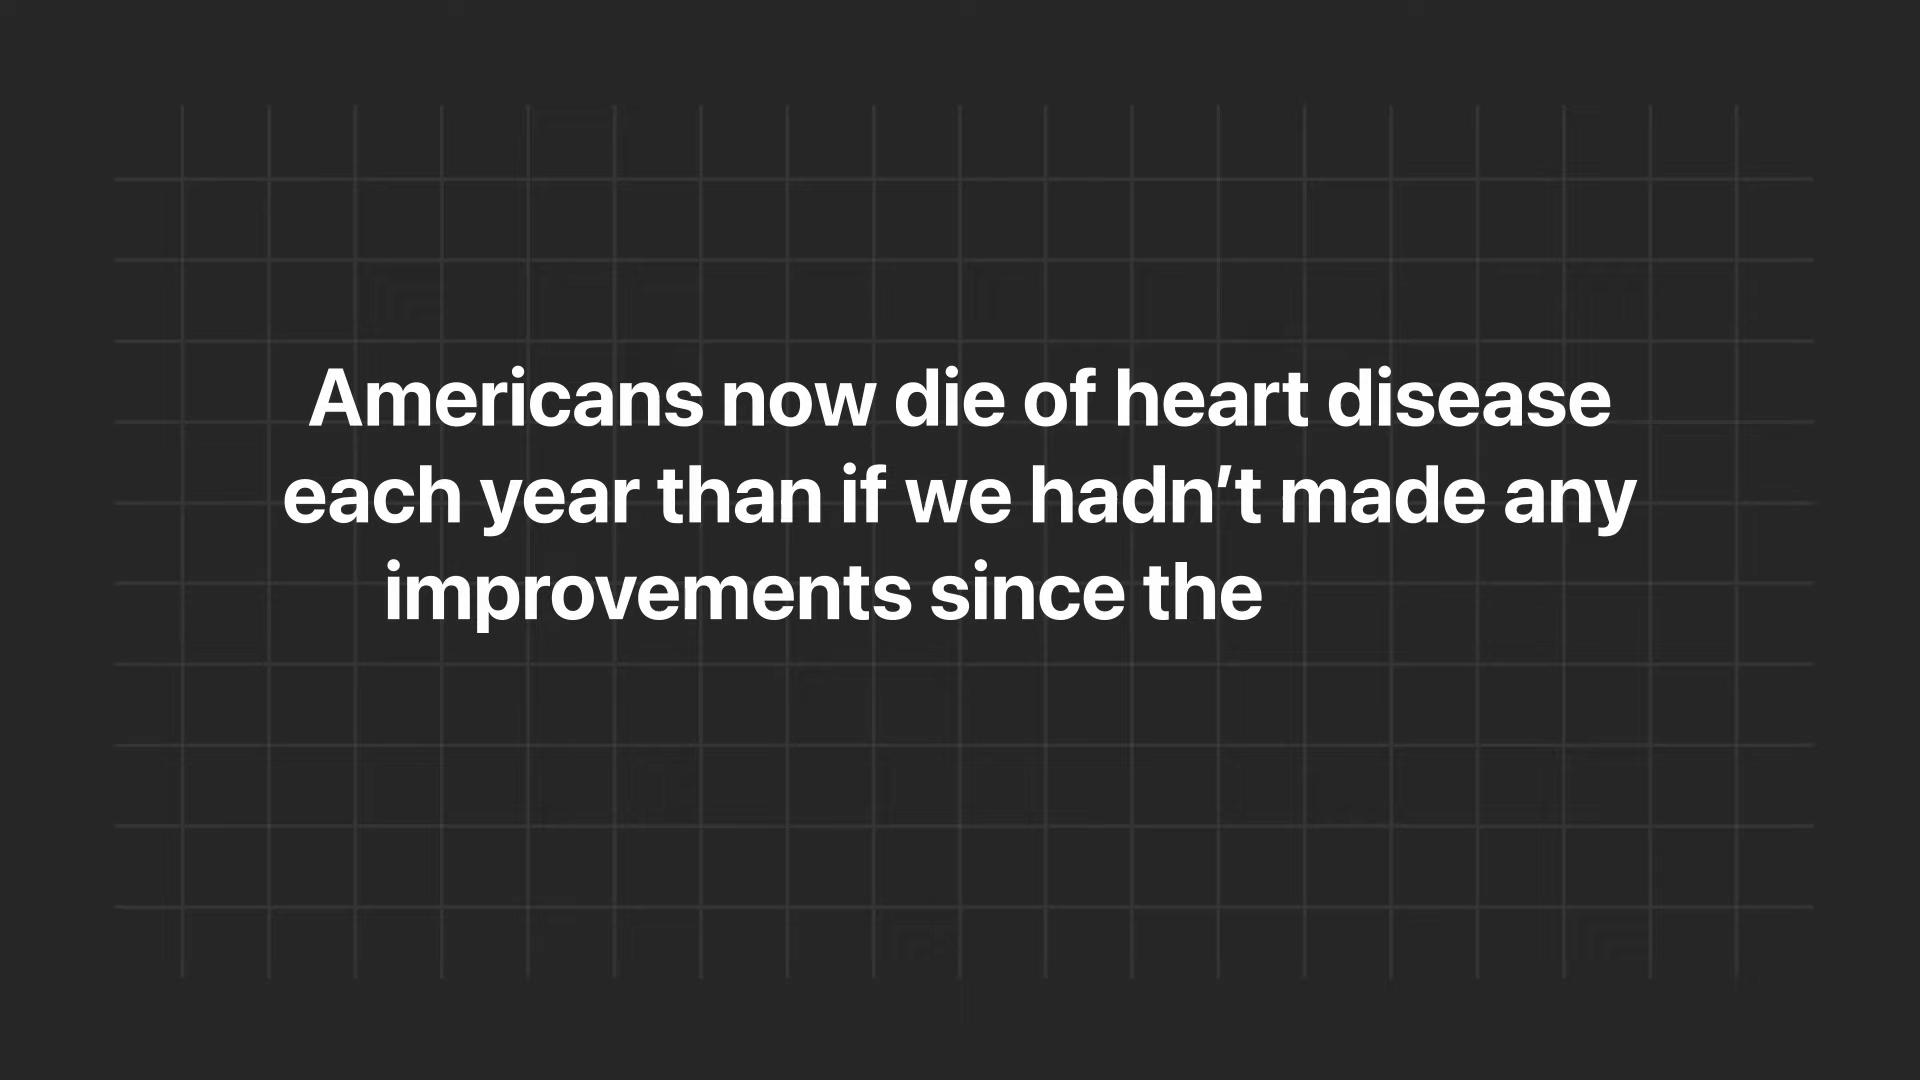 Americans now die of heart disease
each year than if we hadn’t made any
improvements since the